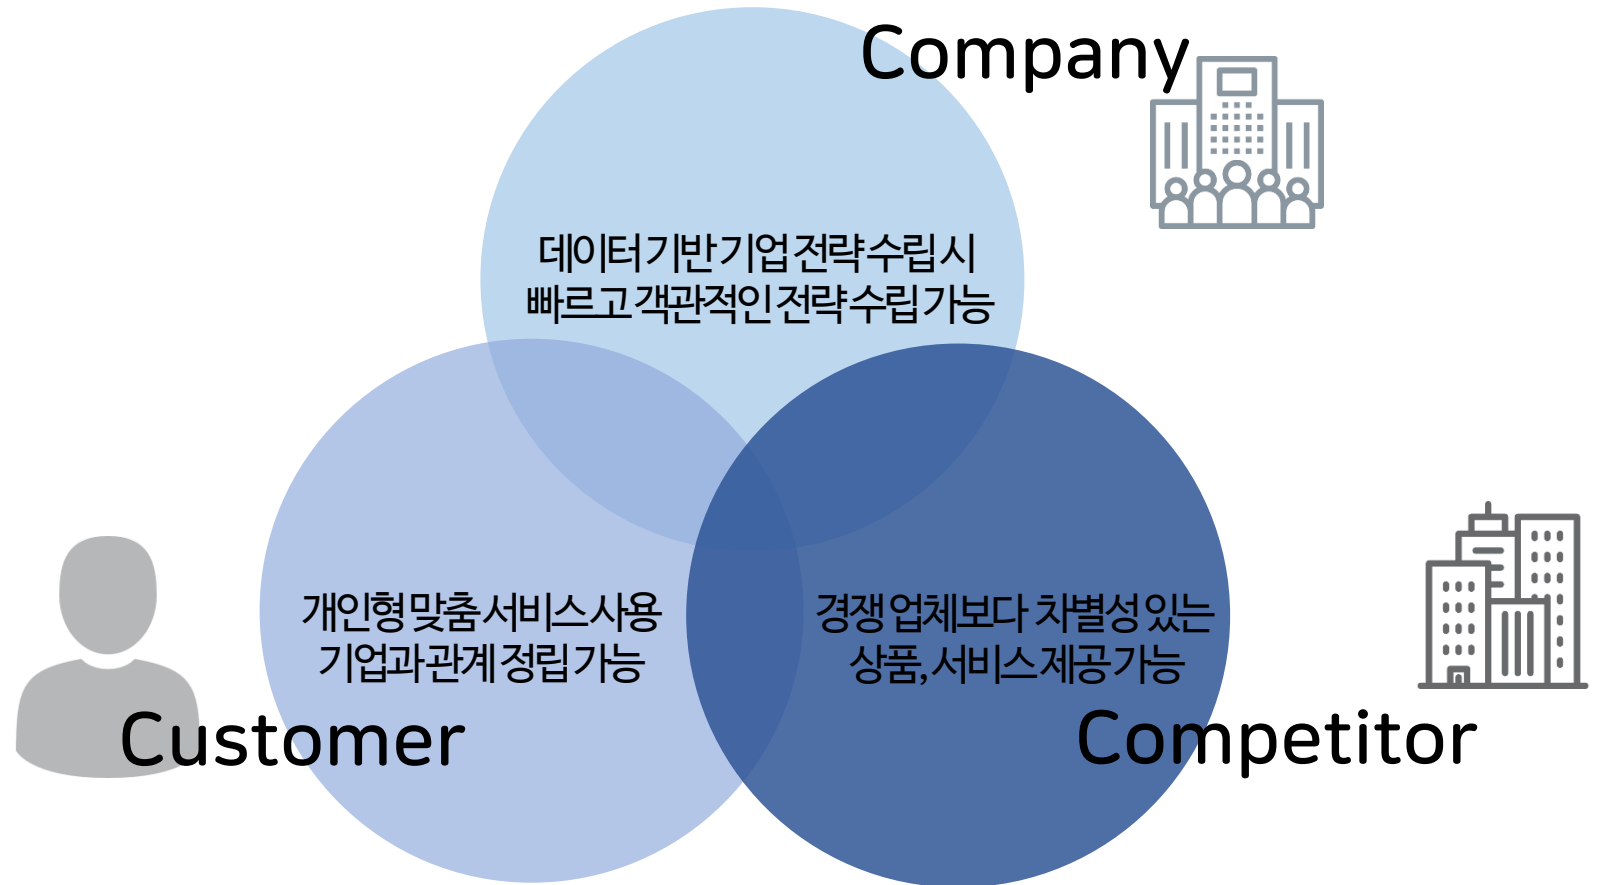 Company
데이터 기반 기업 전략 수립 시
빠르고 객관적인 전략 수립 가능
개인형 맞춤 서비스 사용
기업과 관계 정립 가능
Customer
경쟁 업체보다 차별성 있는
상품, 서비스 제공 가능
Competitor